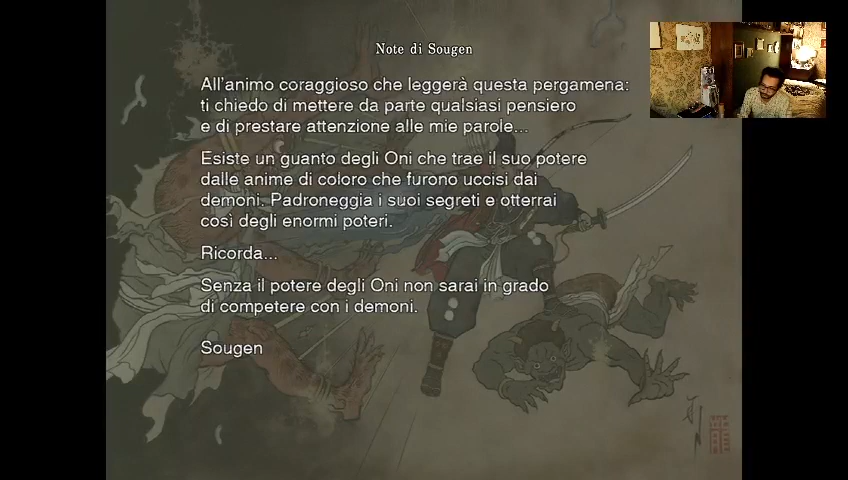 Note di Sougen
All'animo coraggioso che leggerà questa pergamena:
ti chiedo di mettere da parte qualsiasi pensiero
e di prestare attenzione alle mie parole...
Esiste un guanto degli Oni che trae il suo potere
dalle anime di coloro che furono uccisi dai
demoni. Padroneggia i suoi segreti e otterrai
così degli enormi poteri.
Ricorda...
Senza il potere degli Oni non sarai in grado
di competere con i demoni.
Sougen